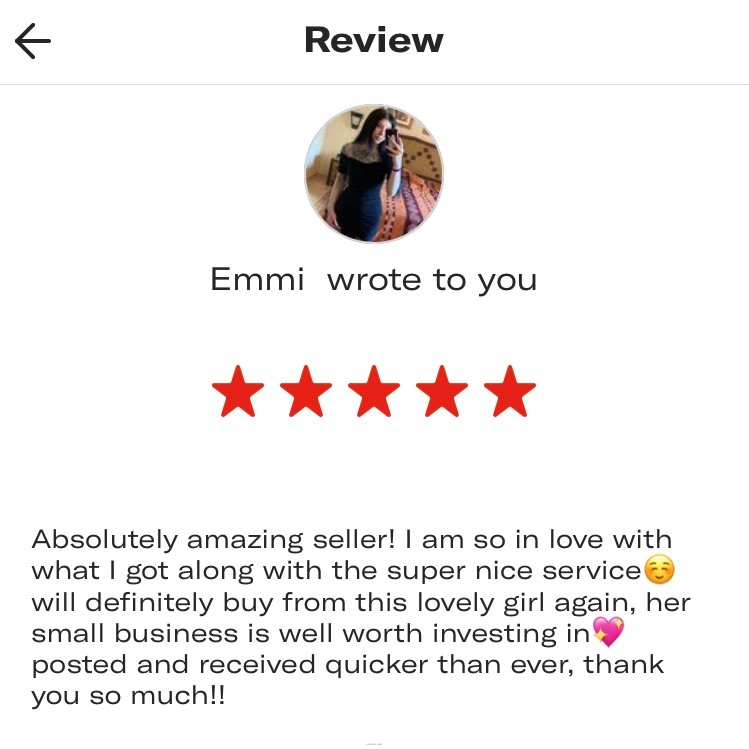 Review
Emmi wrote to you
Absolutely amazing seller! I am so in love with
what I got along with the super nice service☺️
will definitely buy from this lovely girl again, her
small business is well worth investing in💖
posted and received quicker than ever, thank
you so much!!